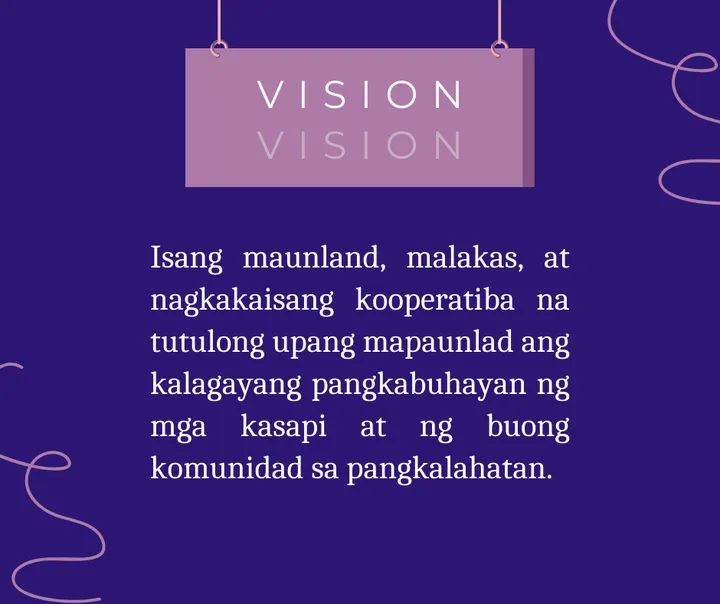 VISION
VISION
Isang maunland, malakas, at
nagkakaisang kooperatiba na
tutulong upang mapaunlad ang
kalagayang pangkabuhayan ng
mga kasapi at ng buong
komunidad sa pangkalahatan.